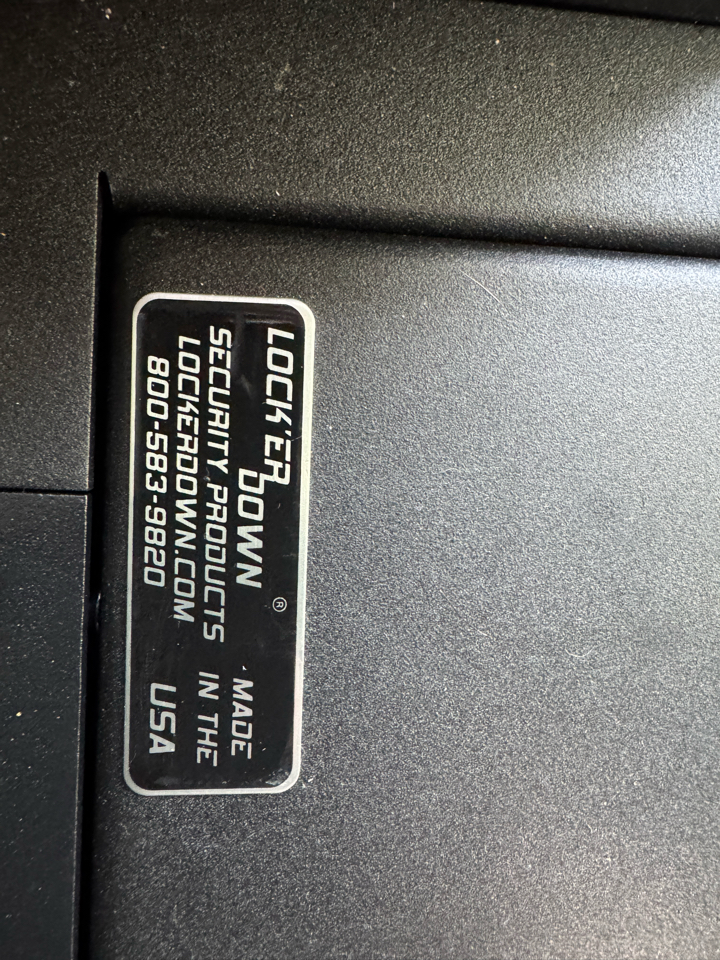 LOCK'ER
DOWN ®
SECURITY PRODUCTS
LOCKERDOWN.COM
800-583-9820
MADE
IN THE
USA